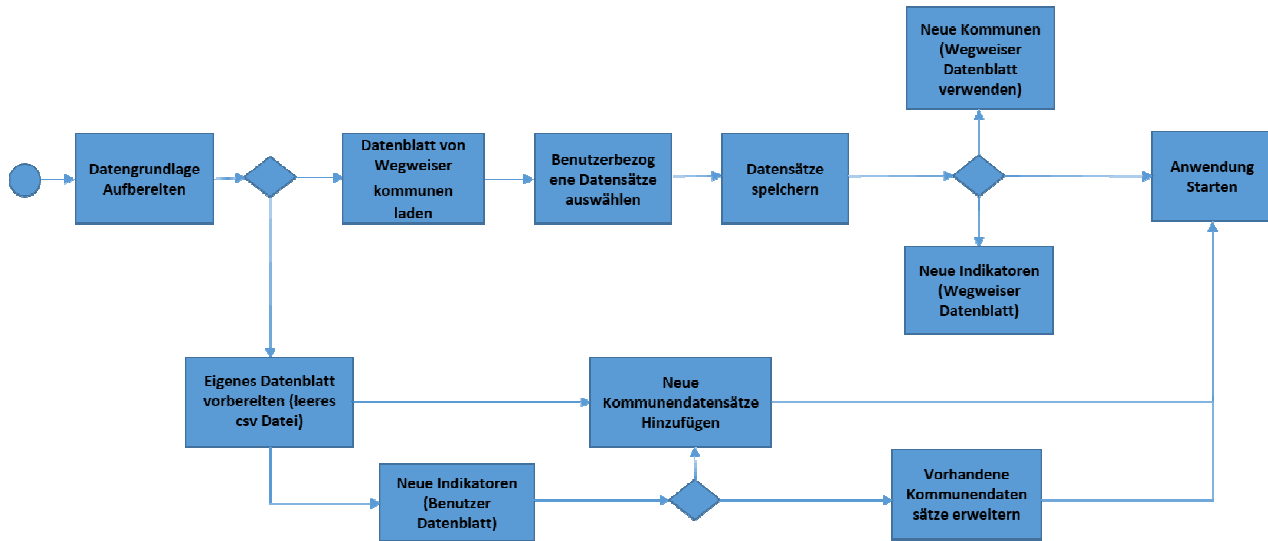 Neue Kommunen
(Wegweiser
Datenblatt
verwenden)
Datengrundlage
Aufbereiten
Datenblatt von
Wegweiser
kommunen
laden
Benutzerbezog
ene Datensätze
auswählen
Datensätze
speichern
Anwendung
Starten
Neue Indikatoren
(Wegweiser
Datenblatt)
Eigenes Datenblatt
vorbereiten (leeres
csv Datei)
Neue
Kommunendatensätze
Hinzufügen
Neue Indikatoren
(Benutzer
Datenblatt)
Vorhandene
Kommunendaten
sätze erweitern